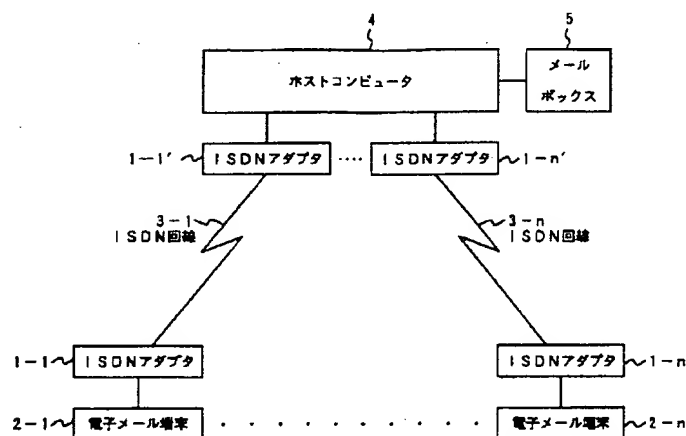 4
5
ホストコンピュータ
メール
ボックス
1-1'
ISDNアダプタ
‥‥
ISDNアダプタ
1-n'
3-1
ISDN回線
3-n
ISDN回線
1-1
ISDNアダプタ
ISDNアダプタ
1-n
2-1
電子メール端末
・・・・・・・・・・
電子メール端末
2-n